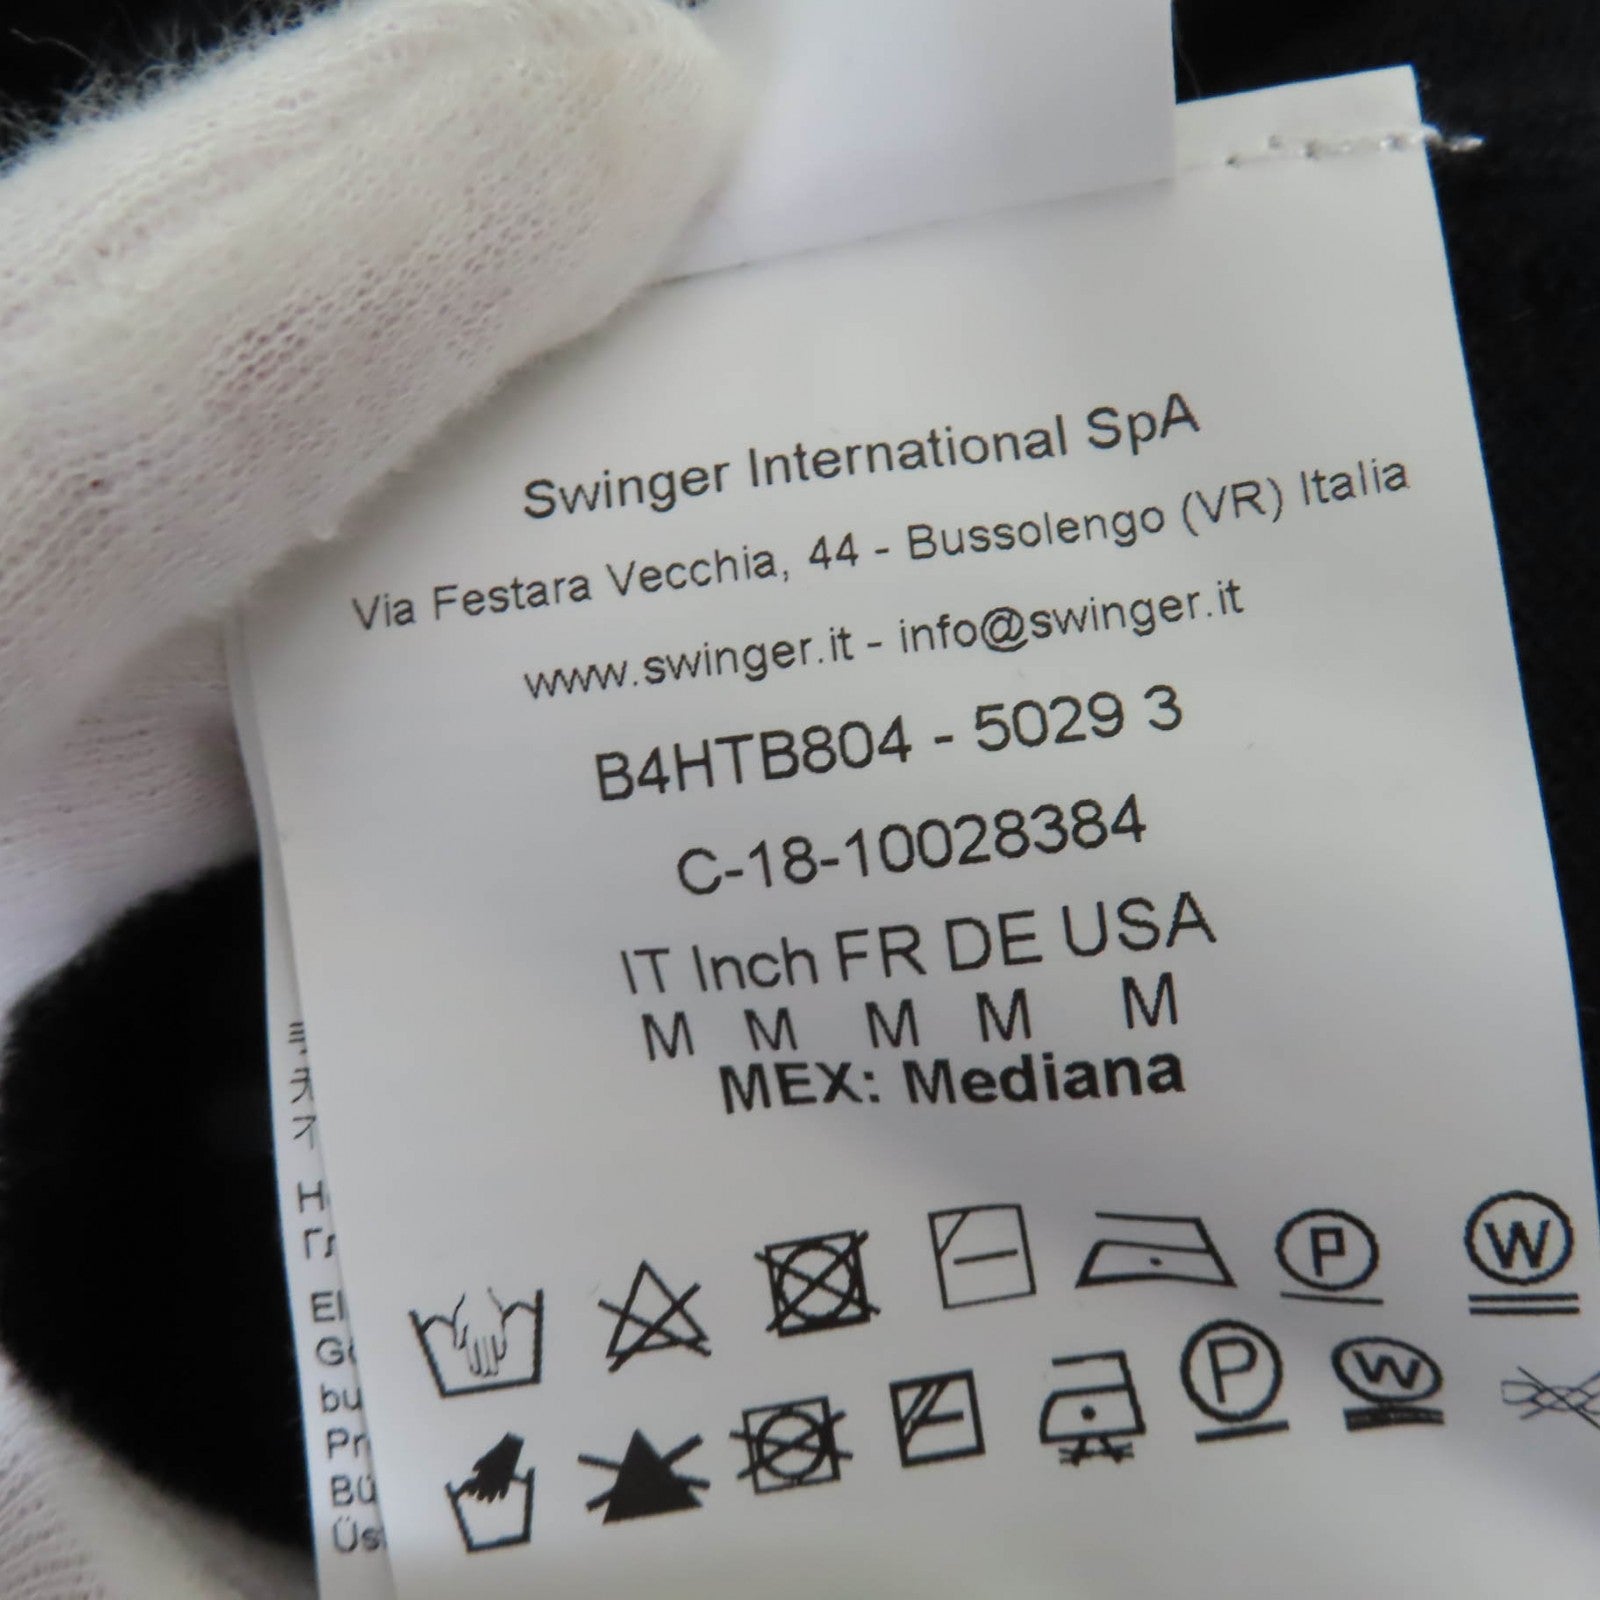 Swinger International SpA
Via Festara Vecchia, 44 - Bussolengo (VR) Italia
www.swinger.it - info@swinger.it
B4HTB804 - 5029 3
C-18-10028384
IT Inch FR DE USA
M M M M M
MEX: Mediana
P W
P W